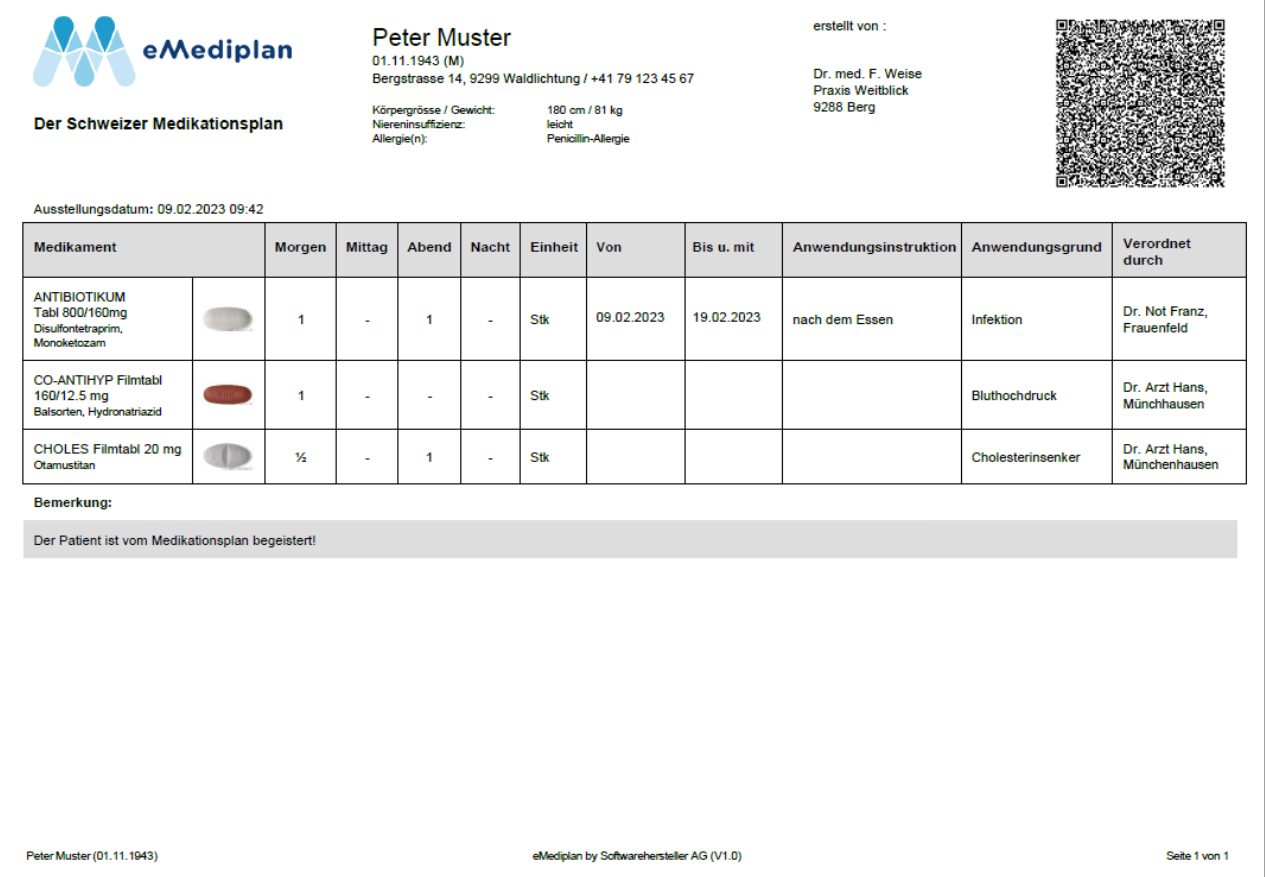 eMediplan
Der Schweizer Medikationsplan
Peter Muster
01.11.1943 (M)
Bergstrasse 14, 9299 Waldlichtung / +41 79 123 45 67
Körpergrösse / Gewicht: 180 cm / 81 kg
Niereninsuffizienz: leicht
Allergie(n): Penicillin-Allergie
erstellt von :
Dr. med. F. Weise
Praxis Weitblick
9288 Berg
Ausstellungsdatum: 09.02.2023 09:42
Medikament Morgen Mittag Abend Nacht Einheit Von Bis u. mit Anwendungsinstruktion Anwendungsgrund Verordnet durch
ANTIBIOTIKUM
Tabl 800/160mg
Disulfontetraprim,
Monoketozam
1 - 1 - Stk 09.02.2023 19.02.2023 nach dem Essen Infektion
Dr. Not Franz,
Frauenfeld
CO-ANTIHYP Filmtabl
160/12.5 mg
Balsorten, Hydronatriazid
1 - - - Stk Bluthochdruck
Dr. Arzt Hans,
Münchhausen
CHOLES Filmtabl 20 mg
Otamustitan
½ - 1 - Stk Cholesterinsenker
Dr. Arzt Hans,
Münchenhausen
Bemerkung:
Der Patient ist vom Medikationsplan begeistert!
Peter Muster (01.11.1943) eMediplan by Softwarehersteller AG (V1.0) Seite 1 von 1